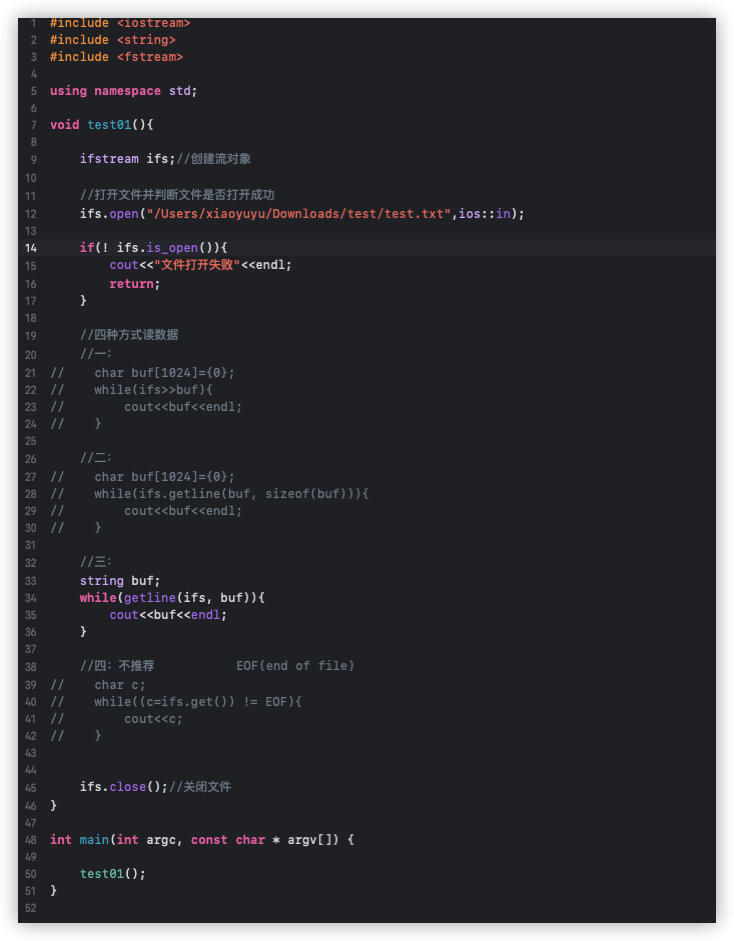 1 #include <iostream>
2 #include <string>
3 #include <fstream>
4
5 using namespace std;
6
7 void test01(){
8
9     ifstream ifs;//创建流对象
10
11     //打开文件并判断文件是否打开成功
12     ifs.open("/Users/xiaoyuyu/Downloads/test/test.txt",ios::in);
13
14     if(! ifs.is_open()){
15         cout<<"文件打开失败"<<endl;
16         return;
17     }
18
19     //四种方式读数据
20     //一:
21 //    char buf[1024]={0};
22 //    while(ifs>>buf){
23 //        cout<<buf<<endl;
24 //    }
25
26     //二:
27 //    char buf[1024]={0};
28 //    while(ifs.getline(buf, sizeof(buf))){
29 //        cout<<buf<<endl;
30 //    }
31
32     //三:
33     string buf;
34     while(getline(ifs, buf)){
35         cout<<buf<<endl;
36     }
37
38     //四: 不推荐           EOF(end of file)
39 //    char c;
40 //    while((c=ifs.get()) != EOF){
41 //        cout<<c;
42 //    }
43
44
45     ifs.close();//关闭文件
46 }
47
48 int main(int argc, const char * argv[]) {
49
50     test01();
51 }
52